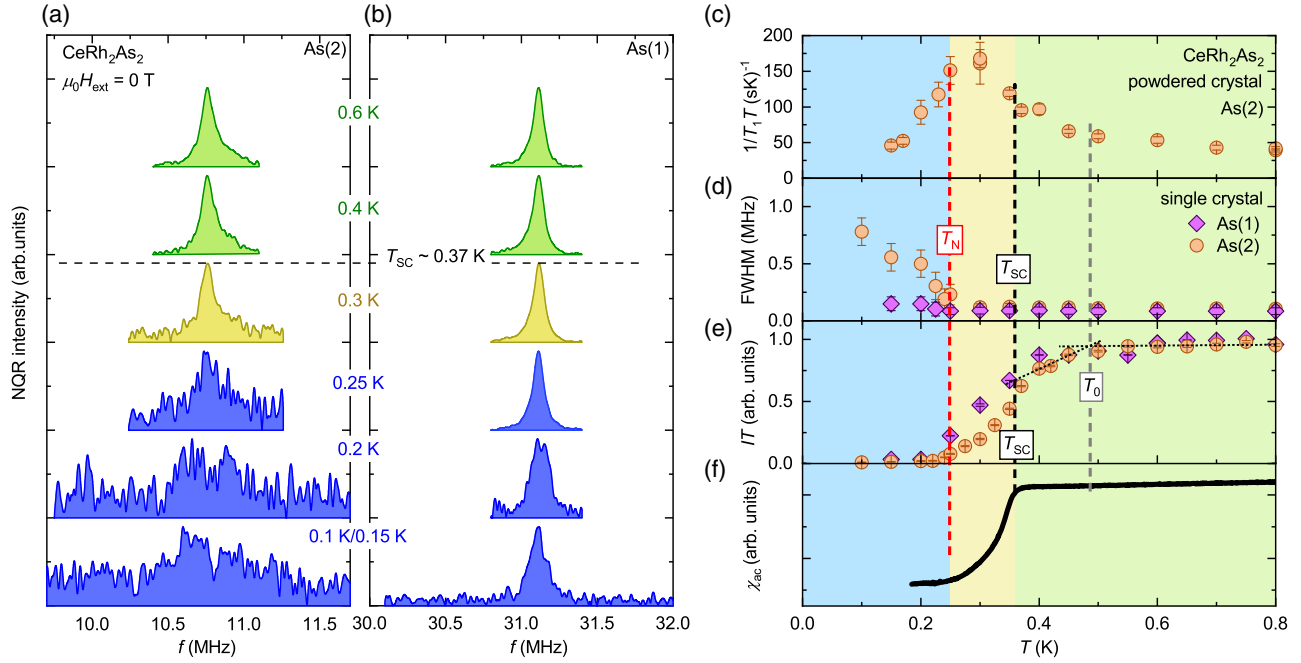 (a)
CeRh₂As₂
As(2)
μ₀Hext = 0 T
0.6 K
0.4 K
0.3 K
0.25 K
0.2 K
0.1 K/0.15 K
NQR intensity (arb.units)
10.0 10.5 11.0 11.5
f (MHz)
(b)
As(1)
TSC ~ 0.37 K
30.0 30.5 31.0 31.5 32.0
f (MHz)
(c)
200
150
100
50
0
1/T₁T (sK)⁻¹
CeRh₂As₂
powdered crystal
As(2)
(d)
1.0
0.5
0.0
FWHM (MHz)
single crystal
As(1)
As(2)
TN
TSC
(e)
1.0
0.5
0.0
IT (arb. units)
T₀
TSC
(f)
χac (arb. units)
0.0 0.2 0.4 0.6 0.8
T (K)